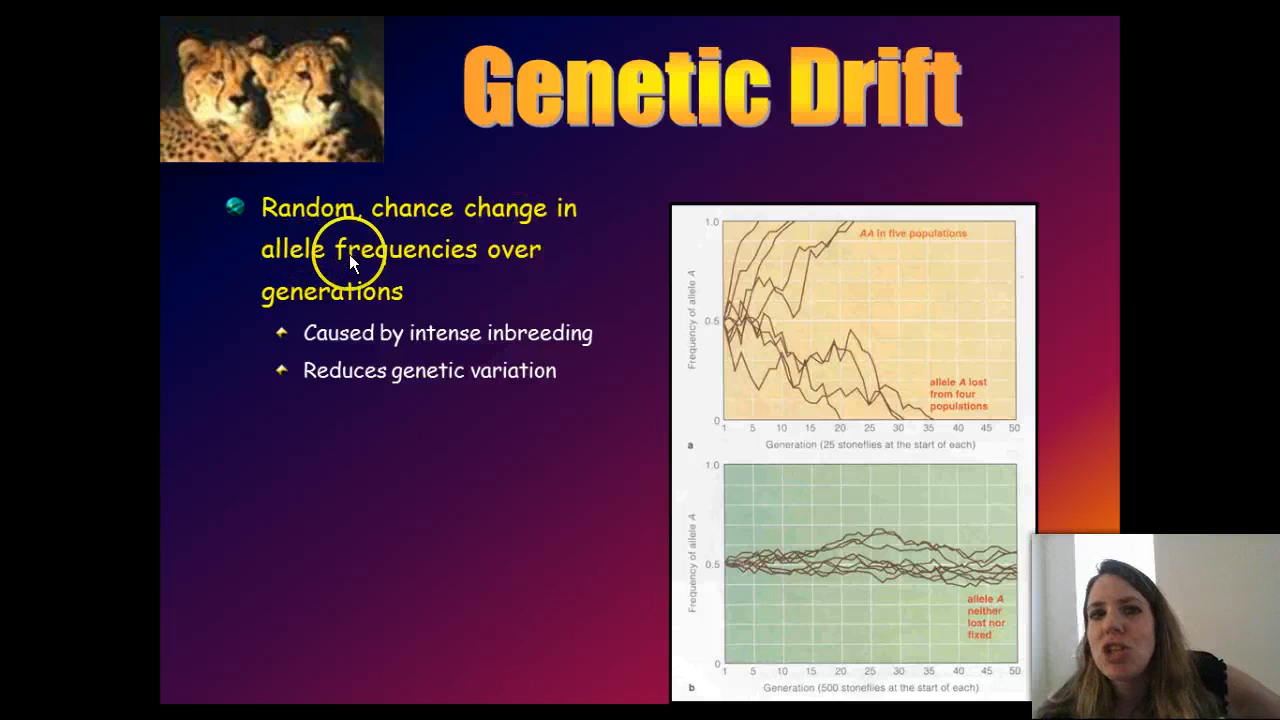 Genetic Drift
Random, chance change in
allele frequencies over
generations
Caused by intense inbreeding
Reduces genetic variation
1.0
0.5
0
Frequency of allele A
AA in five populations
allele A lost
from four
populations
1 5 10 15 20 25 30 35 40 45 50
a
Generation (25 stoneflies at the start of each)
1.0
0.5
0
Frequency of allele A
allele A
neither
lost nor
fixed
1 5 10 15 20 25 30 35 40 45 50
b
Generation (500 stoneflies at the start of each)